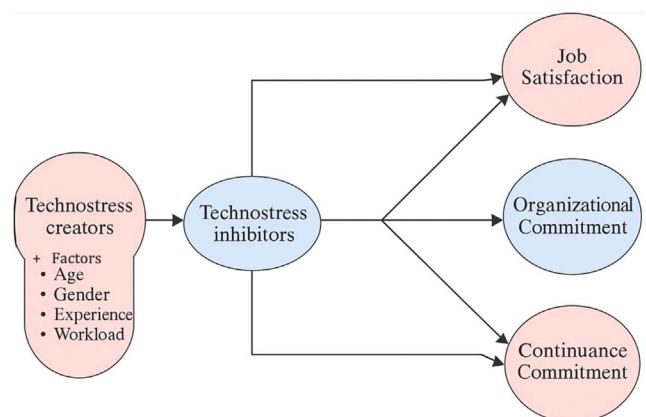 Technostress
creators
+ Factors
• Age
• Gender
• Experience
• Workload
Technostress
inhibitors
Job
Satisfaction
Organizational
Commitment
Continuance
Commitment